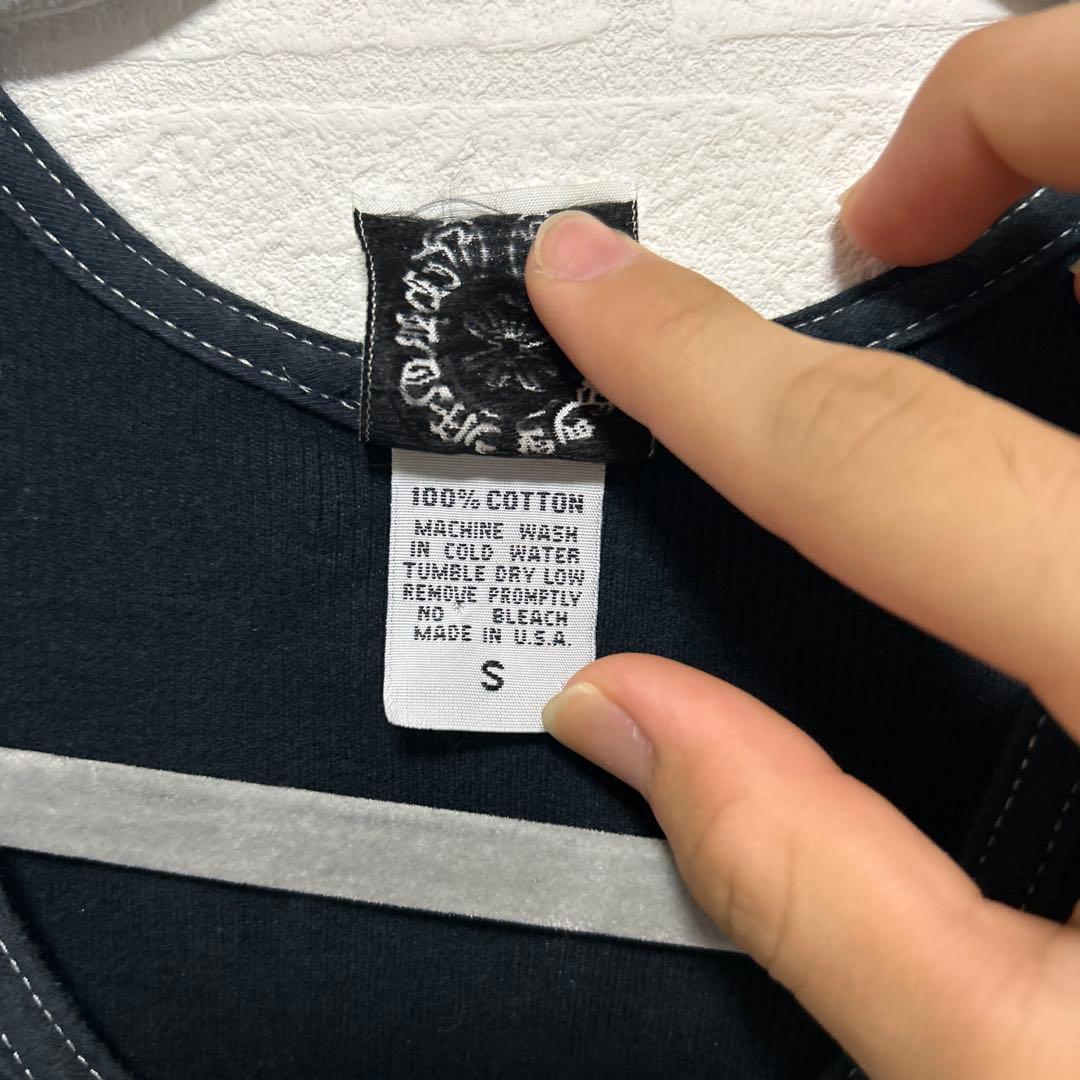 100% COTTON
MACHINE WASH
IN COLD WATER
TUMBLE DRY LOW
REMOVE PROMPTLY
NO BLEACH
MADE IN U.S.A.
S